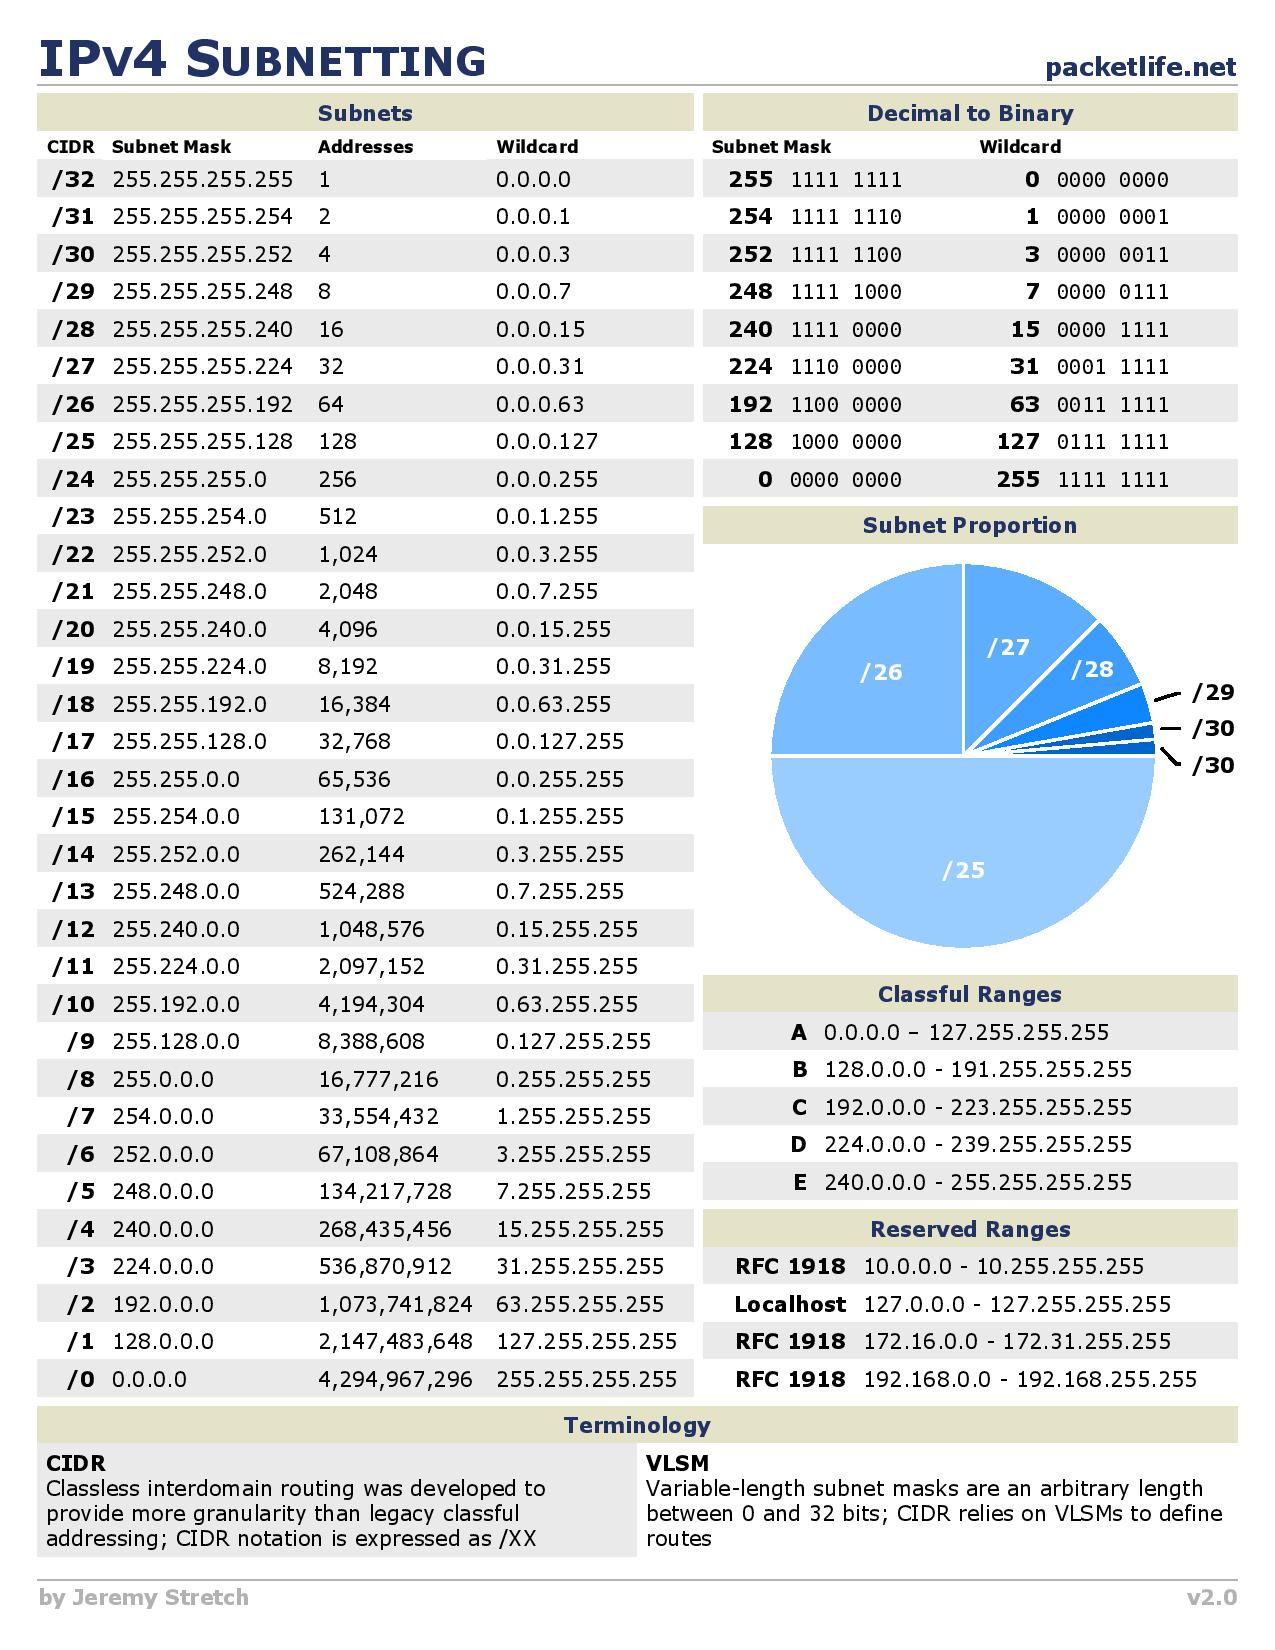 IPv4 Subnetting
packetlife.net
Subnets
CIDR Subnet Mask Addresses Wildcard
/32 255.255.255.255 1 0.0.0.0
/31 255.255.255.254 2 0.0.0.1
/30 255.255.255.252 4 0.0.0.3
/29 255.255.255.248 8 0.0.0.7
/28 255.255.255.240 16 0.0.0.15
/27 255.255.255.224 32 0.0.0.31
/26 255.255.255.192 64 0.0.0.63
/25 255.255.255.128 128 0.0.0.127
/24 255.255.255.0 256 0.0.0.255
/23 255.255.254.0 512 0.0.1.255
/22 255.255.252.0 1,024 0.0.3.255
/21 255.255.248.0 2,048 0.0.7.255
/20 255.255.240.0 4,096 0.0.15.255
/19 255.255.224.0 8,192 0.0.31.255
/18 255.255.192.0 16,384 0.0.63.255
/17 255.255.128.0 32,768 0.0.127.255
/16 255.255.0.0 65,536 0.0.255.255
/15 255.254.0.0 131,072 0.1.255.255
/14 255.252.0.0 262,144 0.3.255.255
/13 255.248.0.0 524,288 0.7.255.255
/12 255.240.0.0 1,048,576 0.15.255.255
/11 255.224.0.0 2,097,152 0.31.255.255
/10 255.192.0.0 4,194,304 0.63.255.255
/9 255.128.0.0 8,388,608 0.127.255.255
/8 255.0.0.0 16,777,216 0.255.255.255
/7 254.0.0.0 33,554,432 1.255.255.255
/6 252.0.0.0 67,108,864 3.255.255.255
/5 248.0.0.0 134,217,728 7.255.255.255
/4 240.0.0.0 268,435,456 15.255.255.255
/3 224.0.0.0 536,870,912 31.255.255.255
/2 192.0.0.0 1,073,741,824 63.255.255.255
/1 128.0.0.0 2,147,483,648 127.255.255.255
/0 0.0.0.0 4,294,967,296 255.255.255.255
Decimal to Binary
Subnet Mask Wildcard
255 1111 1111 0 0000 0000
254 1111 1110 1 0000 0001
252 1111 1100 3 0000 0011
248 1111 1000 7 0000 0111
240 1111 0000 15 0000 1111
224 1110 0000 31 0001 1111
192 1100 0000 63 0011 1111
128 1000 0000 127 0111 1111
0 0000 0000 255 1111 1111
Subnet Proportion
/26
/27
/28
/29
/30
/30
/25
Classful Ranges
A 0.0.0.0 – 127.255.255.255
B 128.0.0.0 - 191.255.255.255
C 192.0.0.0 - 223.255.255.255
D 224.0.0.0 - 239.255.255.255
E 240.0.0.0 - 255.255.255.255
Reserved Ranges
RFC 1918 10.0.0.0 - 10.255.255.255
Localhost 127.0.0.0 - 127.255.255.255
RFC 1918 172.16.0.0 - 172.31.255.255
RFC 1918 192.168.0.0 - 192.168.255.255
Terminology
CIDR
Classless interdomain routing was developed to
provide more granularity than legacy classful
addressing; CIDR notation is expressed as /XX
VLSM
Variable-length subnet masks are an arbitrary length
between 0 and 32 bits; CIDR relies on VLSMs to define
routes
by Jeremy Stretch
v2.0